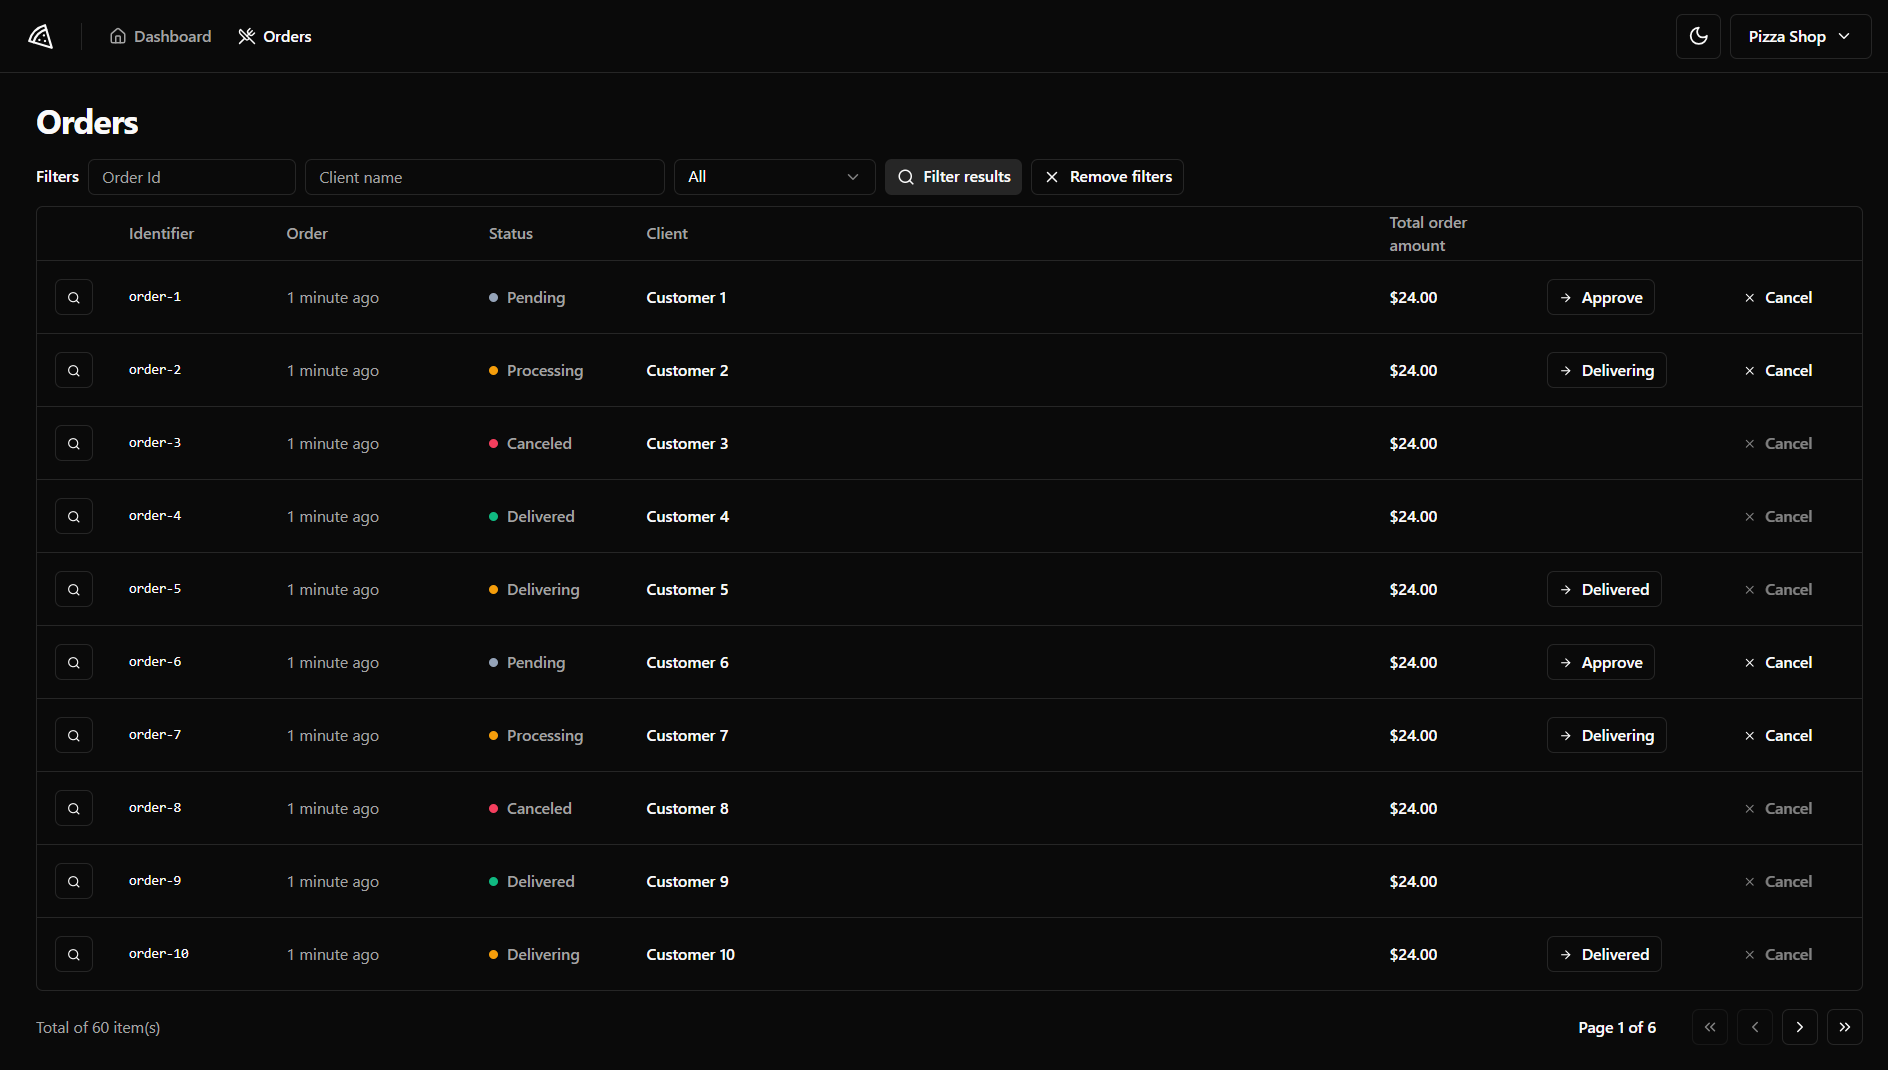 Dashboard Orders Pizza Shop
Orders
Filters Order Id Client name All Filter results Remove filters
Identifier Order Status Client Total order
amount
order-1 1 minute ago Pending Customer 1 $24.00 Approve Cancel
order-2 1 minute ago Processing Customer 2 $24.00 Delivering Cancel
order-3 1 minute ago Canceled Customer 3 $24.00 Cancel
order-4 1 minute ago Delivered Customer 4 $24.00 Cancel
order-5 1 minute ago Delivering Customer 5 $24.00 Delivered Cancel
order-6 1 minute ago Pending Customer 6 $24.00 Approve Cancel
order-7 1 minute ago Processing Customer 7 $24.00 Delivering Cancel
order-8 1 minute ago Canceled Customer 8 $24.00 Cancel
order-9 1 minute ago Delivered Customer 9 $24.00 Cancel
order-10 1 minute ago Delivering Customer 10 $24.00 Delivered Cancel
Total of 60 item(s) Page 1 of 6